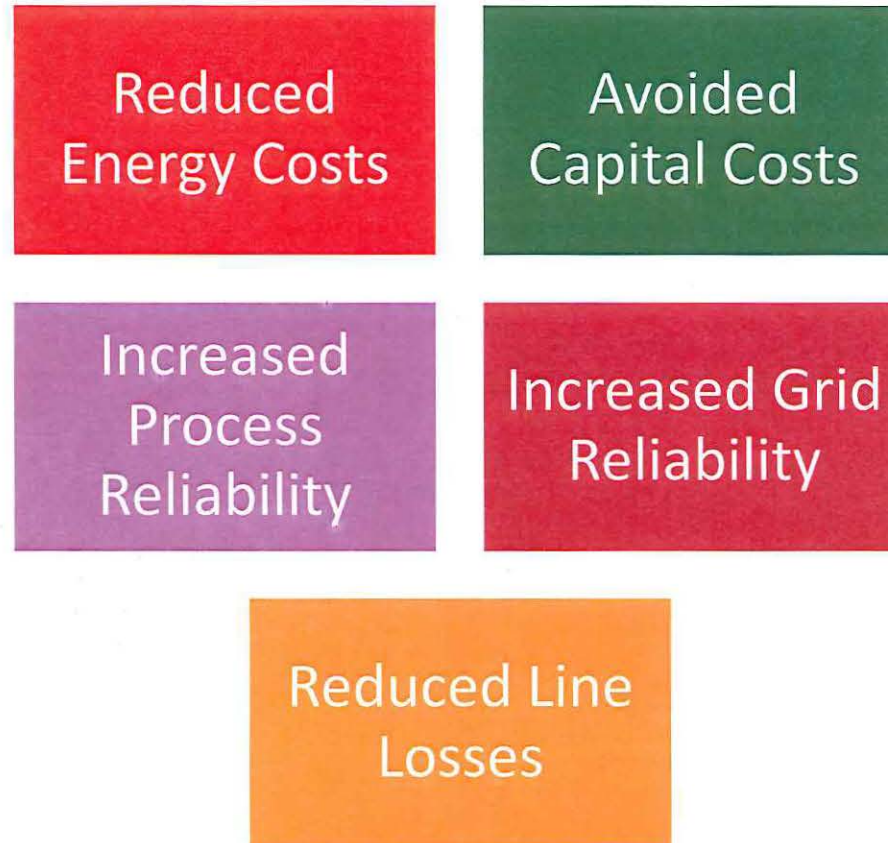 Reduced
Energy Costs
Avoided
Capital Costs
Increased
Process
Reliability
Increased Grid
Reliability
Reduced Line
Losses